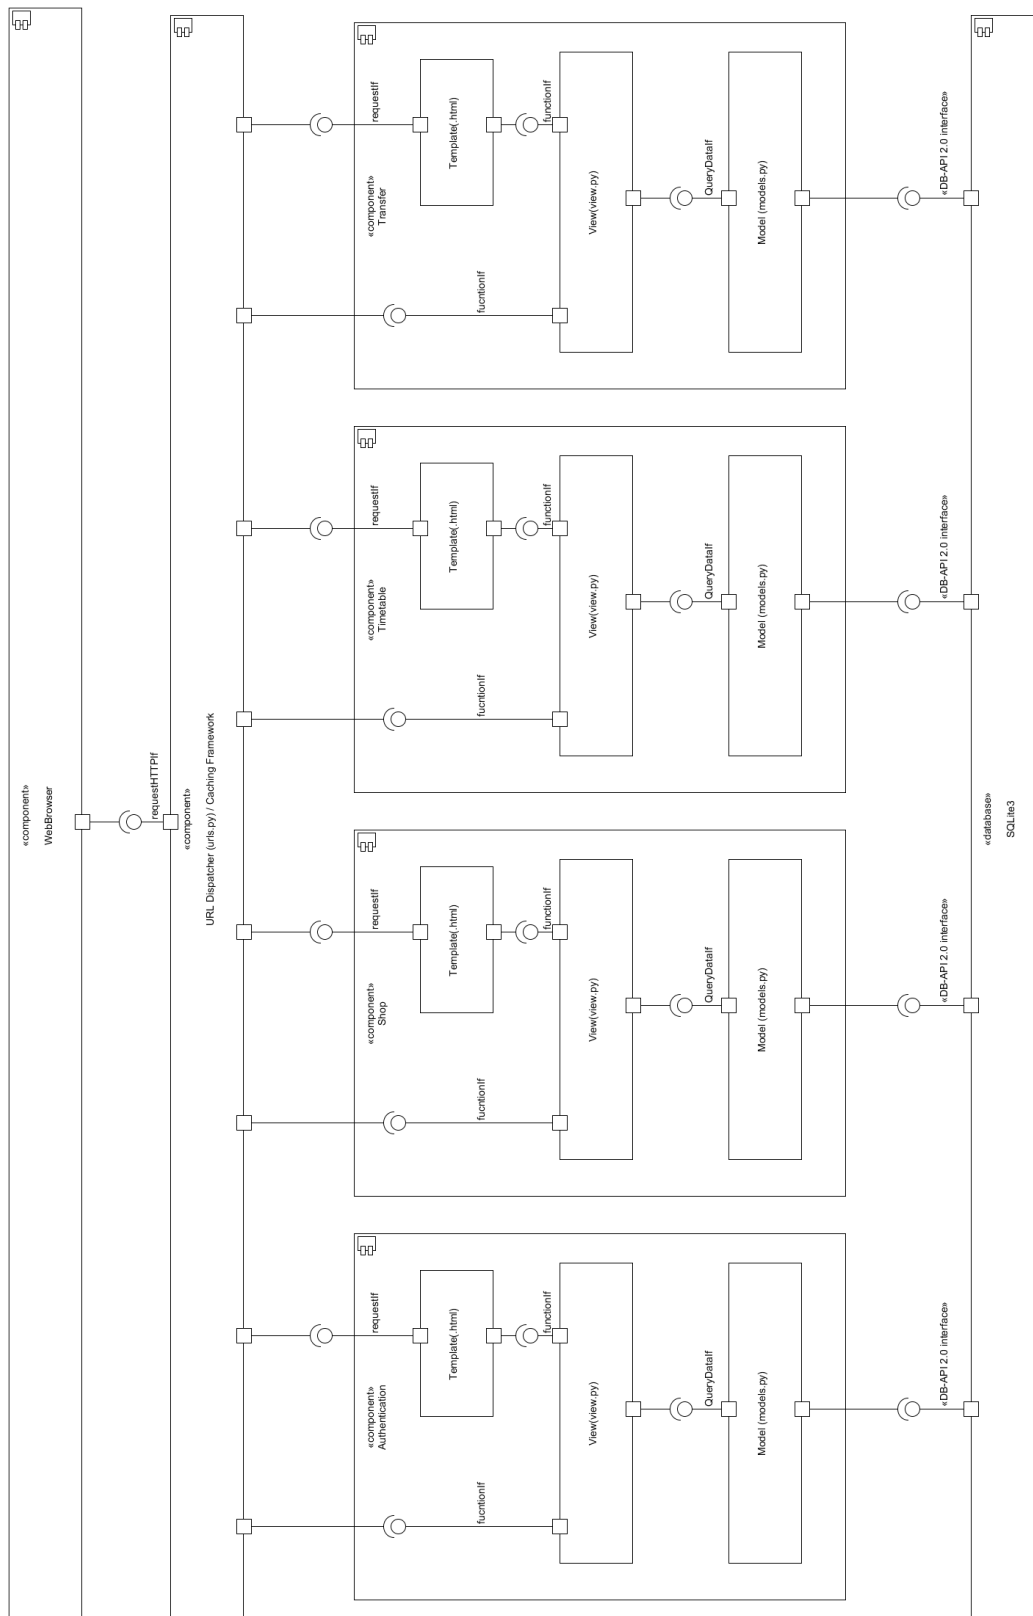 «component»
WebBrowser
requestHTTPIf
«component»
URL Dispatcher (urls.py) / Caching Framework
«component»
Authentication
requestIf
Template(.html)
fucntionIf
functionIf
View(view.py)
QueryDataIf
Model (models.py)
«DB-API 2.0 interface»
«component»
Shop
requestIf
Template(.html)
fucntionIf
functionIf
View(view.py)
QueryDataIf
Model (models.py)
«DB-API 2.0 interface»
«component»
Timetable
requestIf
Template(.html)
fucntionIf
functionIf
View(view.py)
QueryDataIf
Model (models.py)
«DB-API 2.0 interface»
«component»
Transfer
requestIf
Template(.html)
fucntionIf
functionIf
View(view.py)
QueryDataIf
Model (models.py)
«DB-API 2.0 interface»
«database»
SQLite3